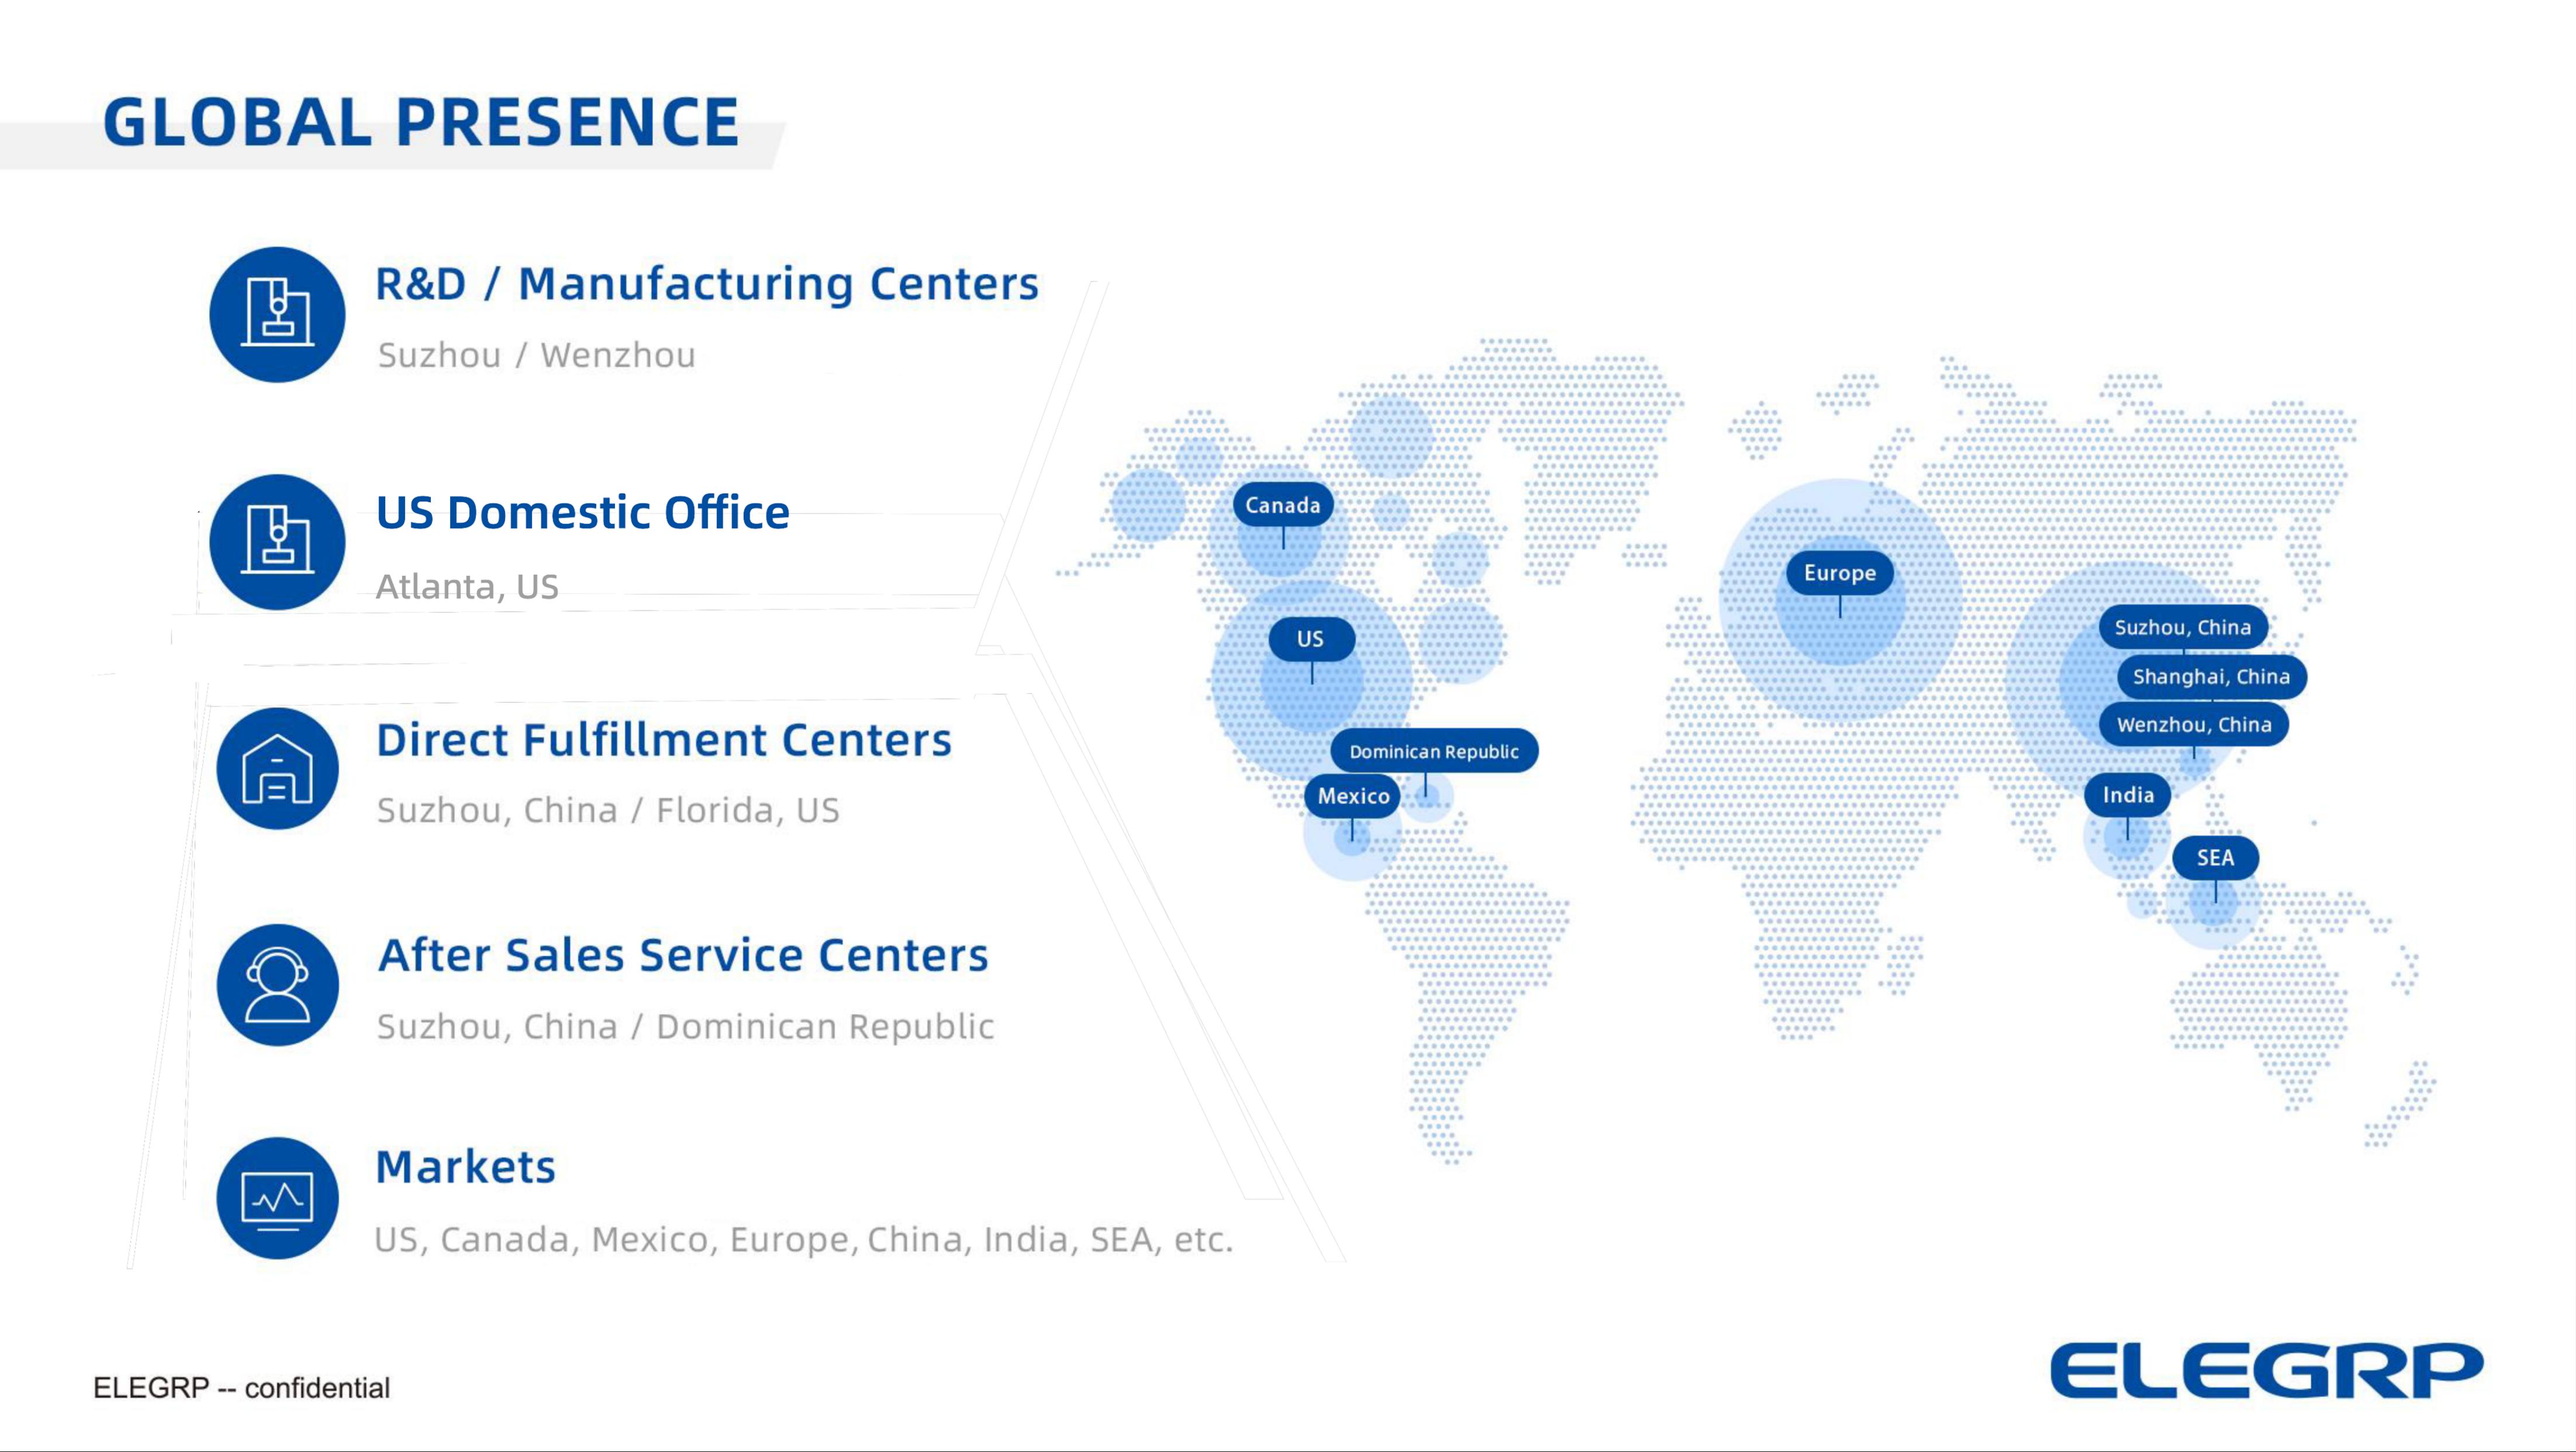 GLOBAL PRESENCE
R&D / Manufacturing Centers
Suzhou / Wenzhou
US Domestic Office
Atlanta, US
Direct Fulfillment Centers
Suzhou, China / Florida, US
After Sales Service Centers
Suzhou, China / Dominican Republic
Markets
US, Canada, Mexico, Europe, China, India, SEA, etc.
Canada
US
Dominican Republic
Mexico
Europe
Suzhou, China
Shanghai, China
Wenzhou, China
India
SEA
ELEGRP -- confidential
ELEGRP